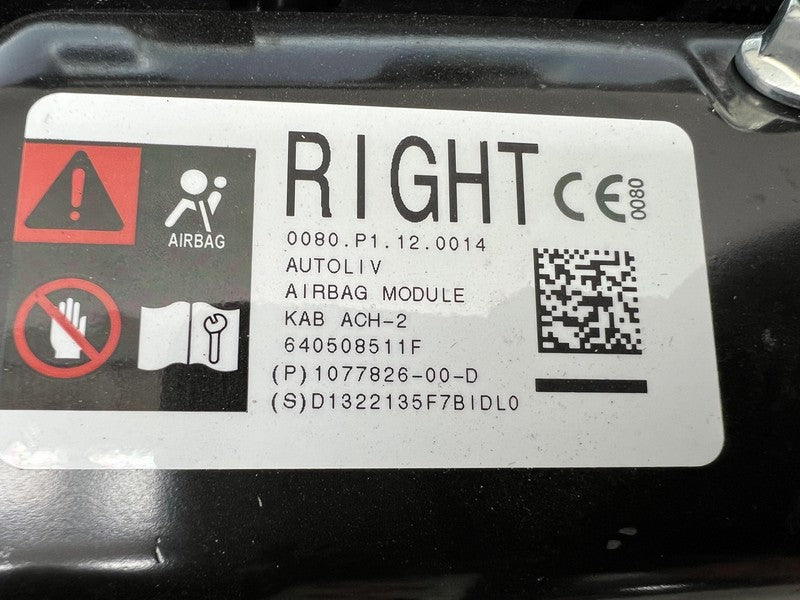 RIGHT
CE 0080
0080.P1.12.0014
AUTOLIV
AIRBAG MODULE
KAB ACH-2
640508511F
(P)1077826-00-D
(S)D1322135F7BIDL0
!
AIRBAG